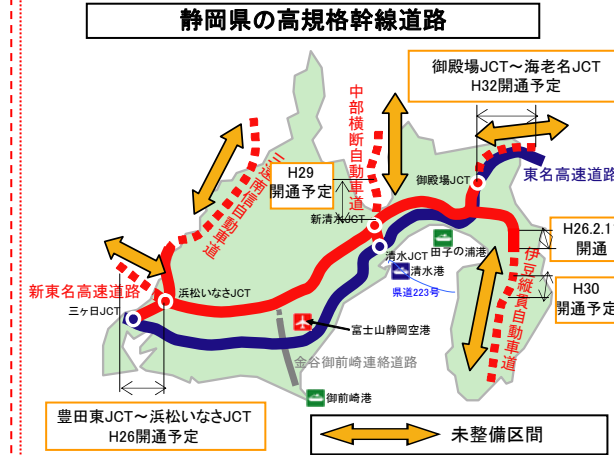 静岡県の高規格幹線道路
御殿場JCT～海老名JCT
H32開通予定
中部横断自動車道
三遠南信自動車道
H29
開通予定
御殿場JCT
東名高速道路
新清水JCT
清水JCT
田子の浦港
清水港
県道223号
H26.2.11
開通
伊豆縦貫自動車道
H30
開通予定
新東名高速道路
浜松いなさJCT
三ヶ日JCT
富士山静岡空港
金谷御前崎連絡道路
御前崎港
豊田東JCT～浜松いなさJCT
H26開通予定
未整備区間